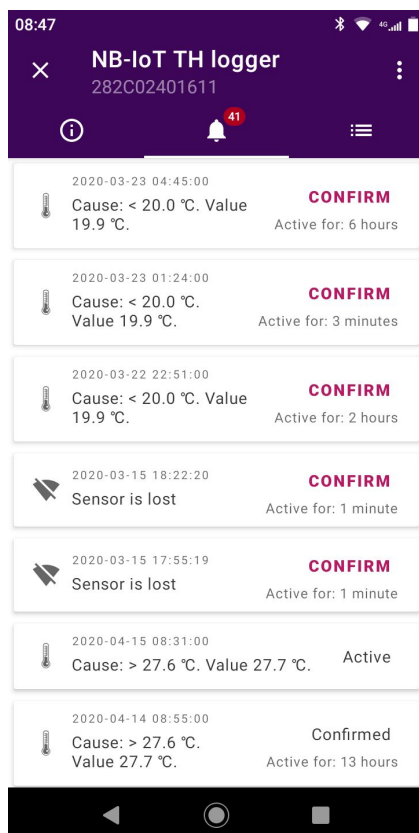 08:47
4G
NB-IoT TH logger
282C02401611
41
2020-03-23 04:45:00
Cause: < 20.0 ℃. Value
19.9 ℃.
CONFIRM
Active for: 6 hours
2020-03-23 01:24:00
Cause: < 20.0 ℃.
Value 19.9 ℃.
CONFIRM
Active for: 3 minutes
2020-03-22 22:51:00
Cause: < 20.0 ℃. Value
19.9 ℃.
CONFIRM
Active for: 2 hours
2020-03-15 18:22:20
Sensor is lost
CONFIRM
Active for: 1 minute
2020-03-15 17:55:19
Sensor is lost
CONFIRM
Active for: 1 minute
2020-04-15 08:31:00
Cause: > 27.6 ℃. Value 27.7 ℃.
Active
2020-04-14 08:55:00
Cause: > 27.6 ℃.
Value 27.7 ℃.
Confirmed
Active for: 13 hours